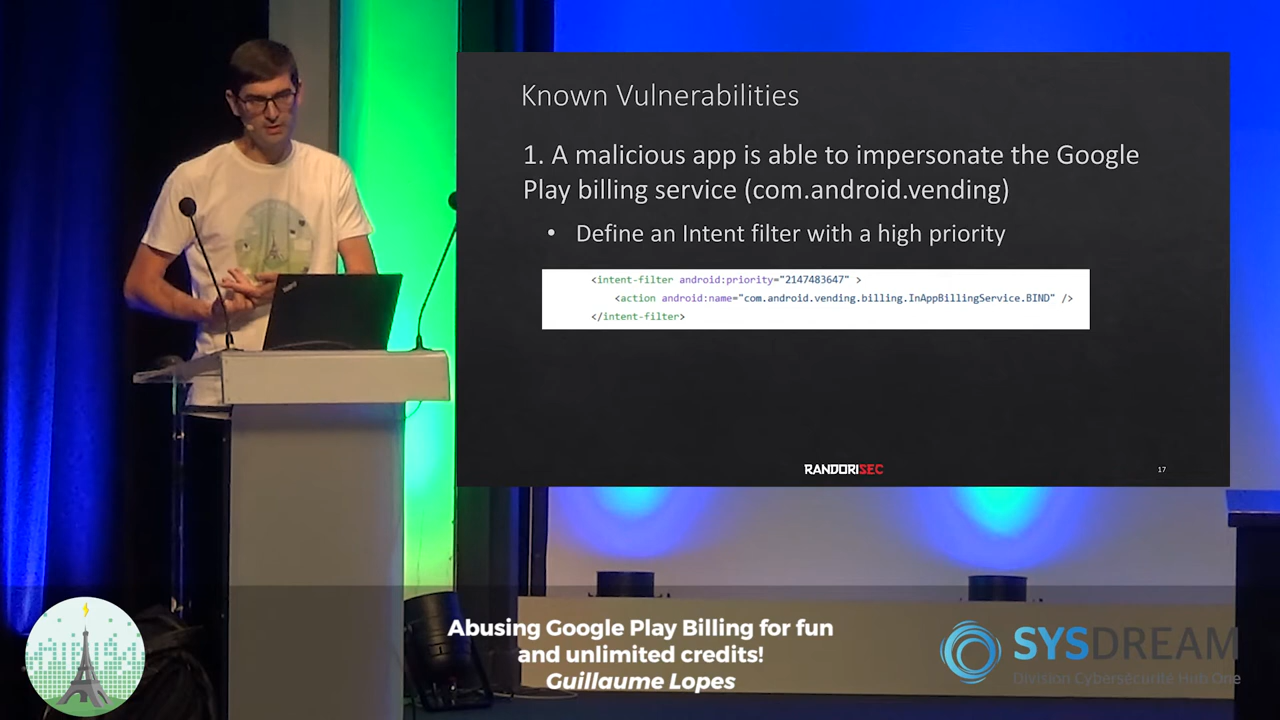 Known Vulnerabilities
1. A malicious app is able to impersonate the Google
Play billing service (com.android.vending)
• Define an Intent filter with a high priority
<intent-filter android:priority="2147483647" >
<action android:name="com.android.vending.billing.InAppBillingService.BIND" />
</intent-filter>
RANDORISEC
17
Abusing Google Play Billing for fun
and unlimited credits!
Guillaume Lopes
SYSDREAM
Division Cybersécurité Hub One